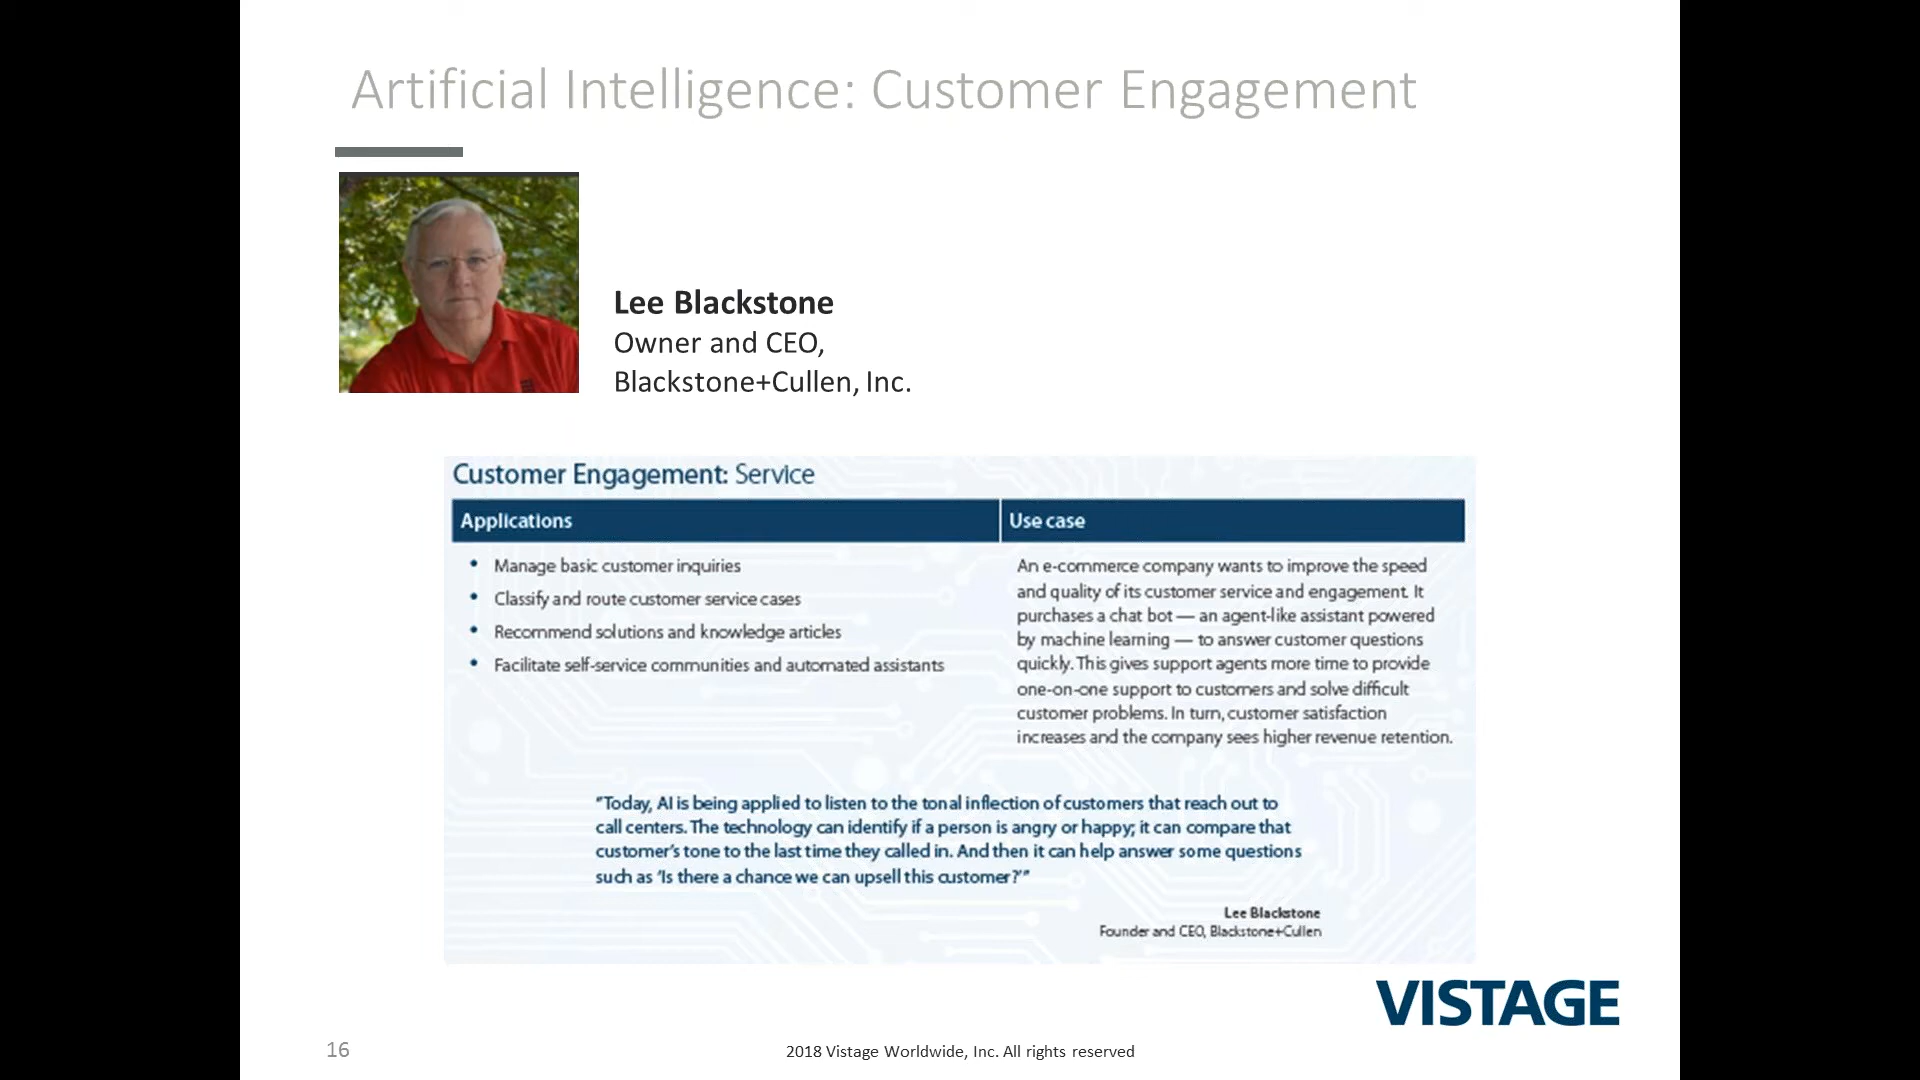 Artificial Intelligence: Customer Engagement
Lee Blackstone
Owner and CEO,
Blackstone+Cullen, Inc.
Customer Engagement: Service
Applications
Use case
• Manage basic customer inquiries
• Classify and route customer service cases
• Recommend solutions and knowledge articles
• Facilitate self-service communities and automated assistants
An e-commerce company wants to improve the speed
and quality of its customer service and engagement. It
purchases a chat bot — an agent-like assistant powered
by machine learning — to answer customer questions
quickly. This gives support agents more time to provide
one-on-one support to customers and solve difficult
customer problems. In turn, customer satisfaction
increases and the company sees higher revenue retention.
"Today, AI is being applied to listen to the tonal inflection of customers that reach out to
call centers. The technology can identify if a person is angry or happy; it can compare that
customer's tone to the last time they called in. And then it can help answer some questions
such as 'Is there a chance we can upsell this customer?'"
Lee Blackstone
Founder and CEO, Blackstone+Cullen
VISTAGE
16
2018 Vistage Worldwide, Inc. All rights reserved